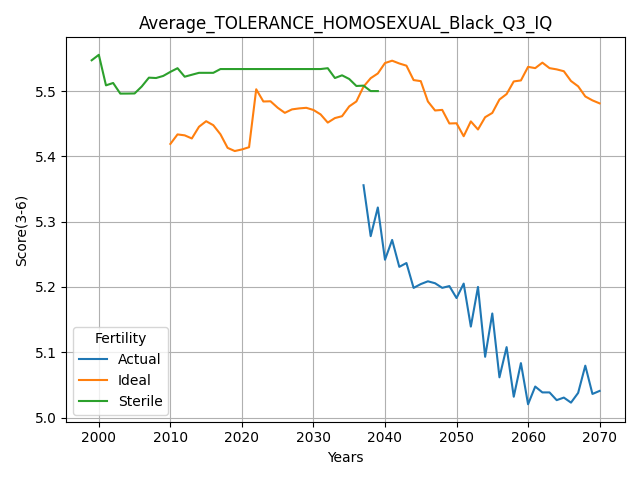 Average_TOLERANCE_HOMOSEXUAL_Black_Q3_IQ
Score(3-6)
5.5
5.4
5.3
5.2
5.1
5.0
Fertility
Actual
Ideal
Sterile
2000 2010 2020 2030 2040 2050 2060 2070
Years